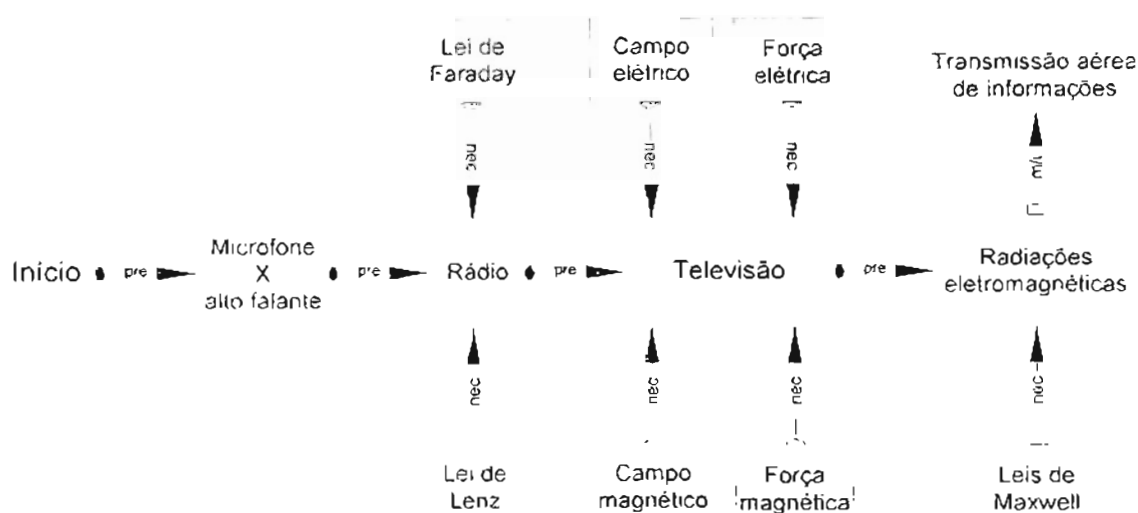 Lei de
Faraday
Campo
elétrico
Força
elétrica
Transmissão aérea
de informações
nec
nec
nec
Início
pre
Microfone
X
alto falante
pre
Rádio
pre
Televisão
pre
Radiações
eletromagnéticas
nec
nec
nec
nec
Lei de
Lenz
Campo
magnético
Força
magnética
Leis de
Maxwell